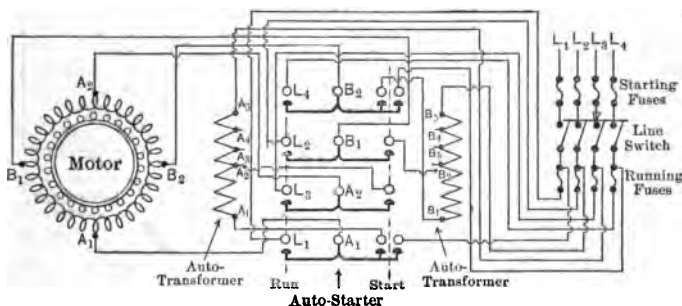 L₁ L₂ L₃ L₄
A₂
L₄ B₂
Starting
Fuses
A₅ B₅
A₄ L₂ B₁ B₄
Line
Switch
Motor
A₃ B₃
B₁ B₂ A₂ B₂
Running
Fuses
L₃ A₂
A₁ B₁
A₁
L₁ A₁
Auto-
Transformer
Auto-
Transformer
Run Start
Auto-Starter